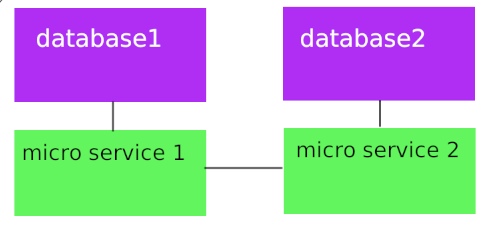 database1
database2
micro service 1
micro service 2